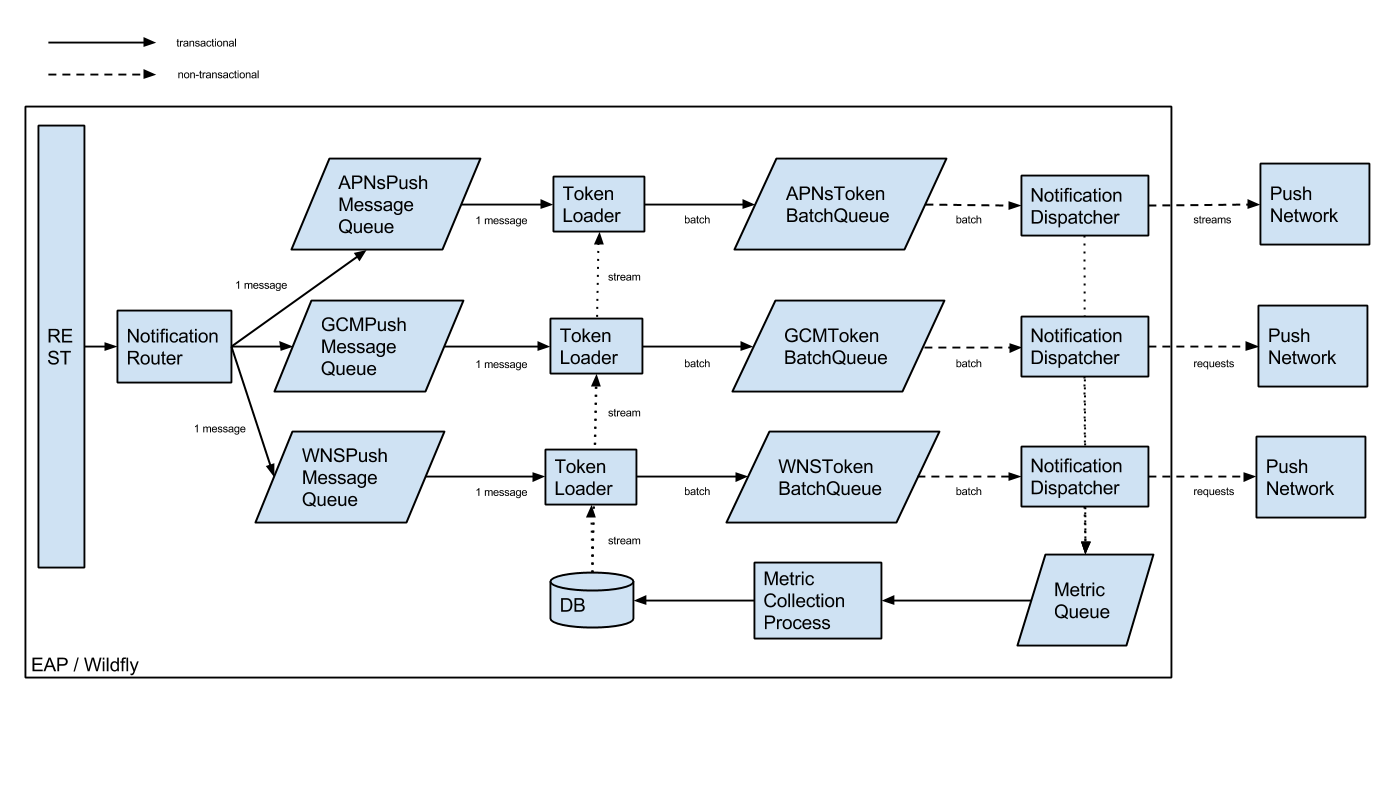 transactional
non-transactional
RE
ST
Notification
Router
1 message
1 message
APNsPush
Message
Queue
1 message
Token
Loader
batch
APNsToken
BatchQueue
batch
Notification
Dispatcher
streams
Push
Network
stream
GCMPush
Message
Queue
1 message
Token
Loader
batch
GCMToken
BatchQueue
batch
Notification
Dispatcher
requests
Push
Network
stream
WNSPush
Message
Queue
1 message
Token
Loader
batch
WNSToken
BatchQueue
batch
Notification
Dispatcher
requests
Push
Network
stream
DB
Metric
Collection
Process
Metric
Queue
EAP / Wildfly